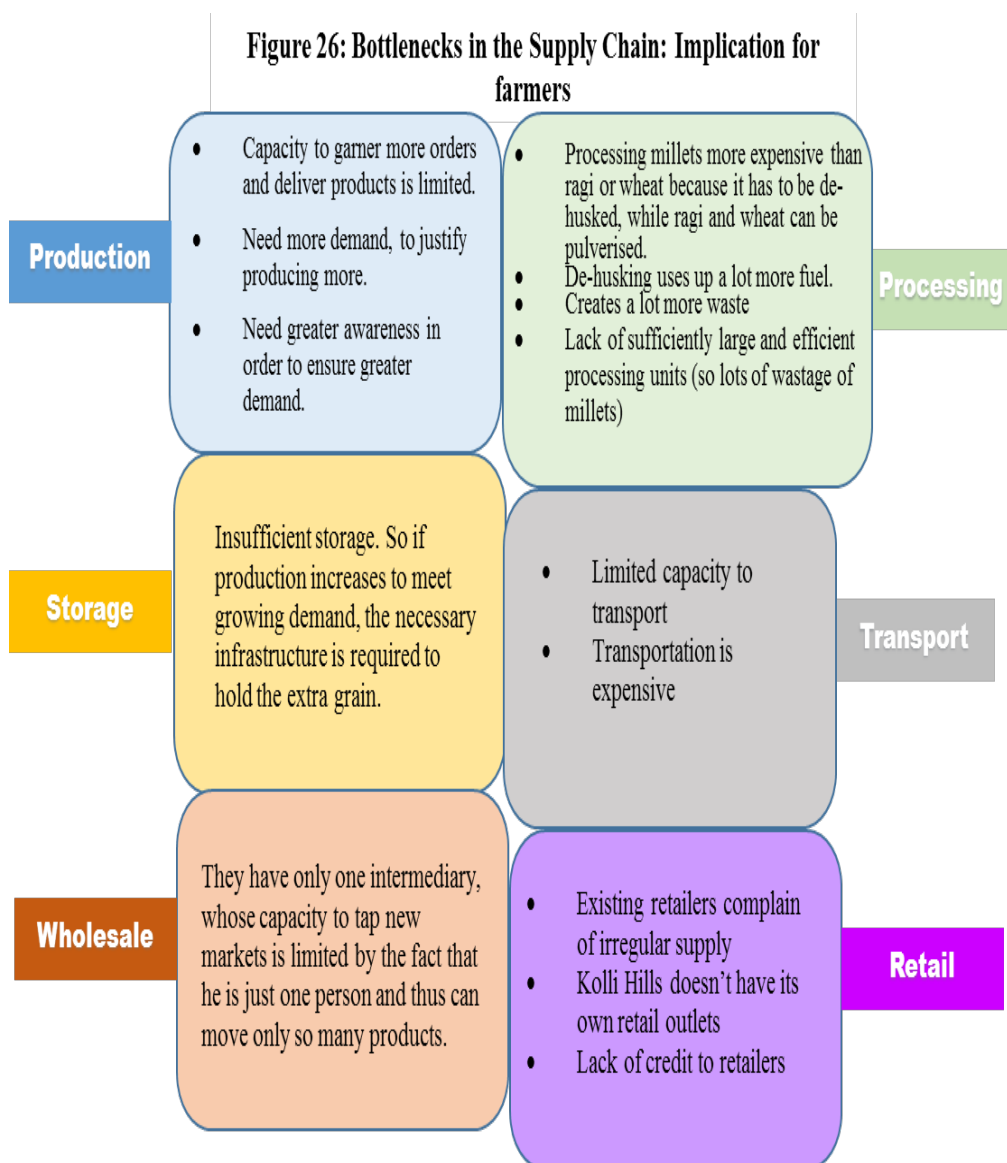 Figure 26: Bottlenecks in the Supply Chain: Implication for
farmers
Production
• Capacity to garner more orders
and deliver products is limited.
• Need more demand, to justify
producing more.
• Need greater awareness in
order to ensure greater
demand.
• Processing millets more expensive than
ragi or wheat because it has to be de-
husked, while ragi and wheat can be
pulverised.
• De-husking uses up a lot more fuel.
• Creates a lot more waste
• Lack of sufficiently large and efficient
processing units (so lots of wastage of
millets)
Processing
Storage
Insufficient storage. So if
production increases to meet
growing demand, the necessary
infrastructure is required to
hold the extra grain.
• Limited capacity to
transport
• Transportation is
expensive
Transport
Wholesale
They have only one intermediary,
whose capacity to tap new
markets is limited by the fact that
he is just one person and thus can
move only so many products.
• Existing retailers complain
of irregular supply
• Kolli Hills doesn’t have its
own retail outlets
• Lack of credit to retailers
Retail